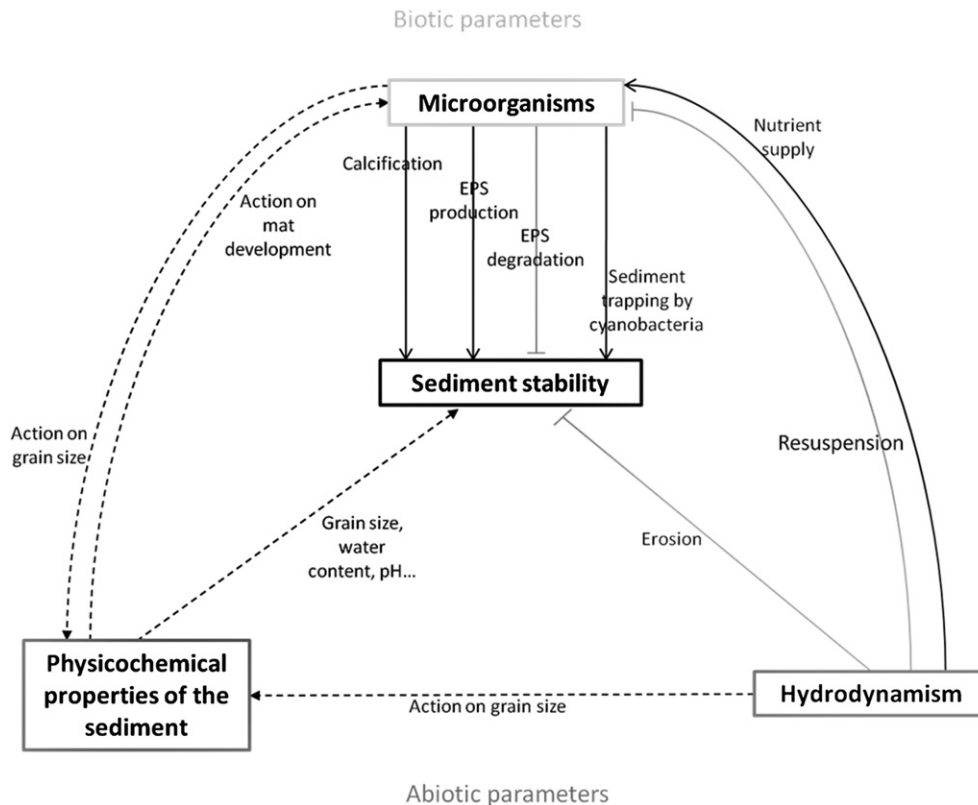 Biotic parameters
Microorganisms
Nutrient
supply
Calcification
EPS
production
Action on
mat
development
EPS
degradation
Sediment
trapping by
cyanobacteria
Sediment stability
Action on
grain size
Resuspension
Grain size,
water
content, pH...
Erosion
Physicochemical
properties of the
sediment
Hydrodynamism
Action on grain size
Abiotic parameters